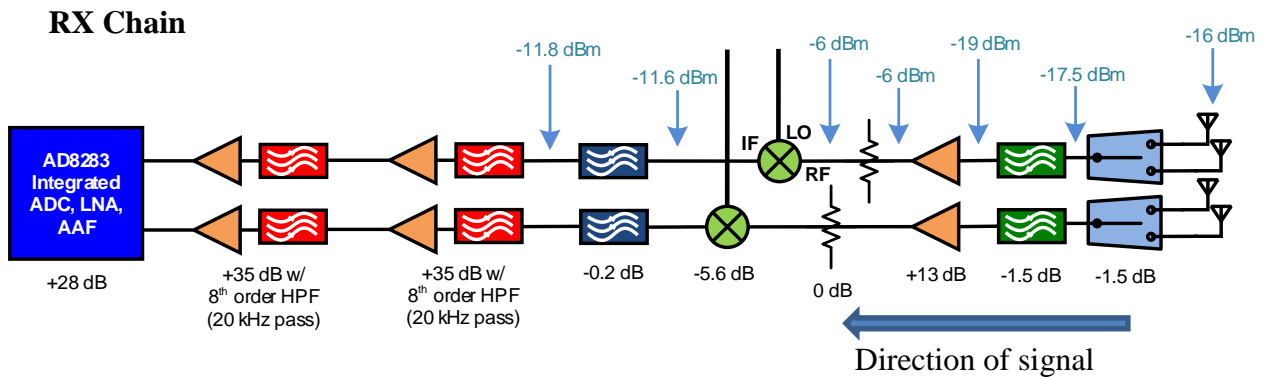 RX Chain
-11.8 dBm
-11.6 dBm
-6 dBm
-6 dBm
-19 dBm
-17.5 dBm
-16 dBm
AD8283
Integrated
ADC, LNA,
AAF
IF
LO
RF
+28 dB
+35 dB w/
8th order HPF
(20 kHz pass)
+35 dB w/
8th order HPF
(20 kHz pass)
-0.2 dB
-5.6 dB
0 dB
+13 dB
-1.5 dB
-1.5 dB
Direction of signal